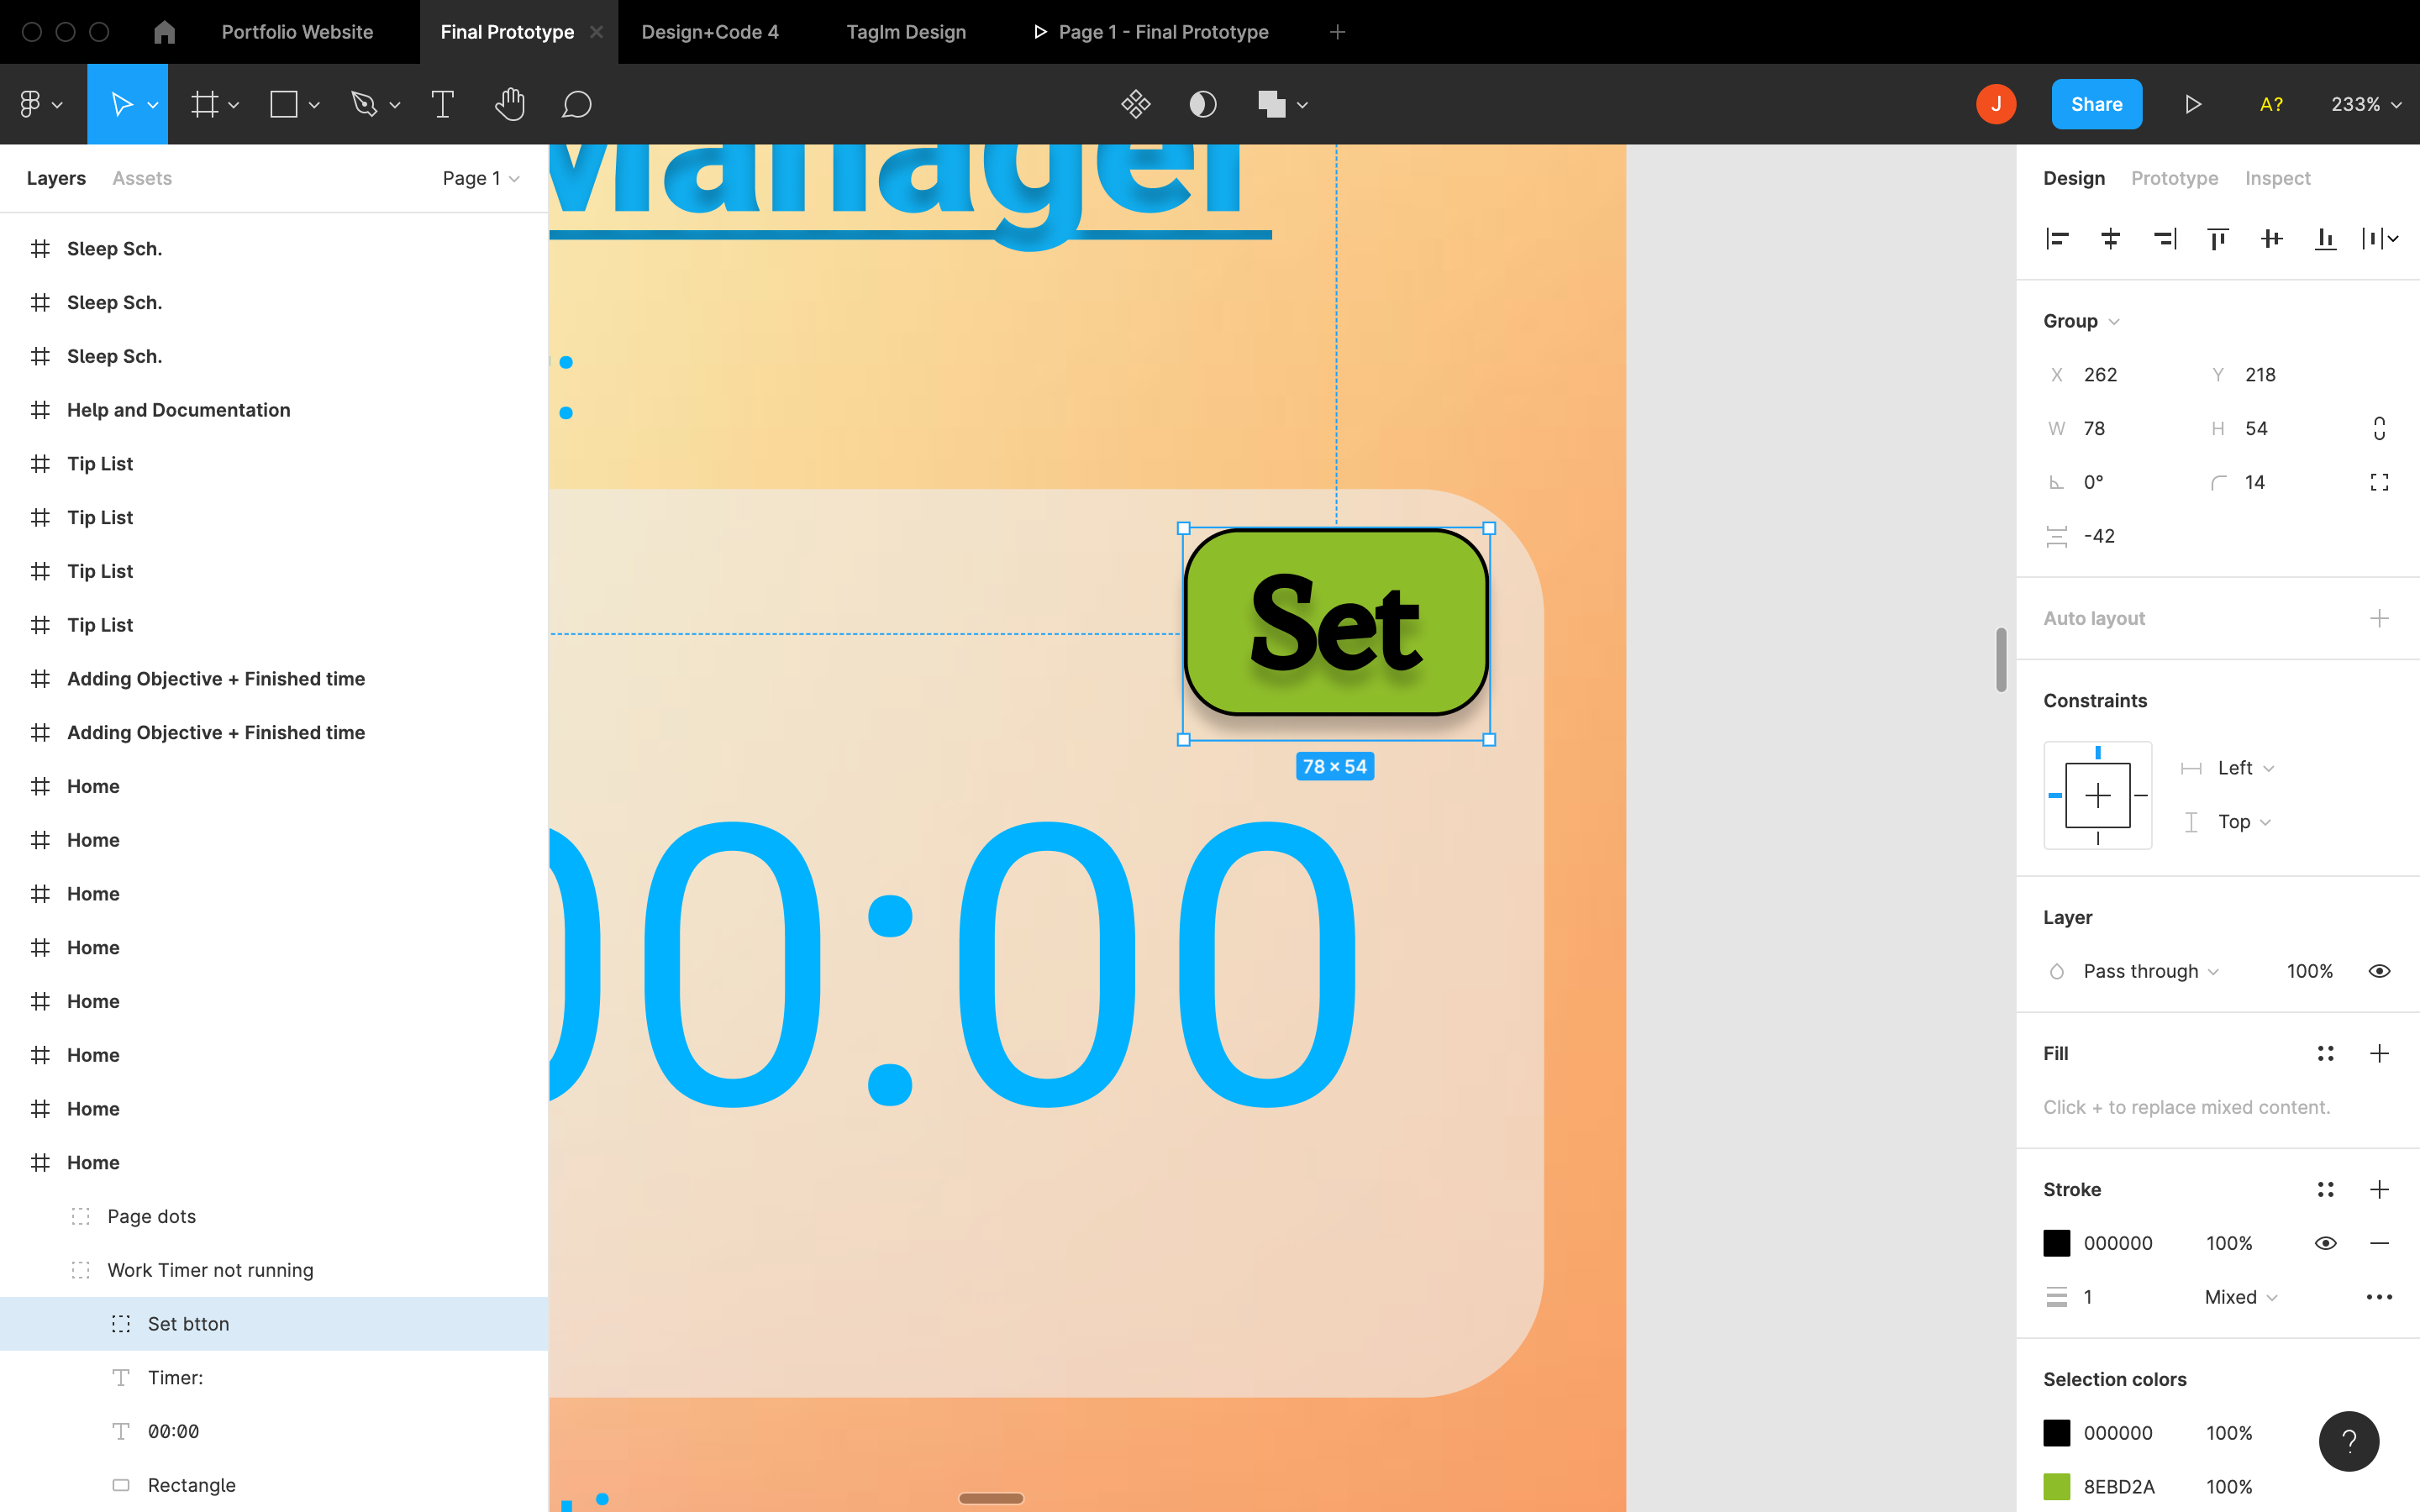 Portfolio Website
Final Prototype
Design+Code 4
TagIm Design
Page 1 - Final Prototype
J
Share
A?
233%
Layers
Assets
Page 1
Sleep Sch.
Sleep Sch.
Sleep Sch.
Help and Documentation
Tip List
Tip List
Tip List
Tip List
Adding Objective + Finished time
Adding Objective + Finished time
Home
Home
Home
Home
Home
Home
Home
Home
Page dots
Work Timer not running
Set btton
Timer:
00:00
Rectangle
Manager
:
Set
78 × 54
00:00
Design
Prototype
Inspect
Group
X 262
Y 218
W 78
H 54
0°
14
-42
Auto layout
Constraints
Left
Top
Layer
Pass through
100%
Fill
Click + to replace mixed content.
Stroke
000000
100%
1
Mixed
Selection colors
000000
100%
8EBD2A
100%
?